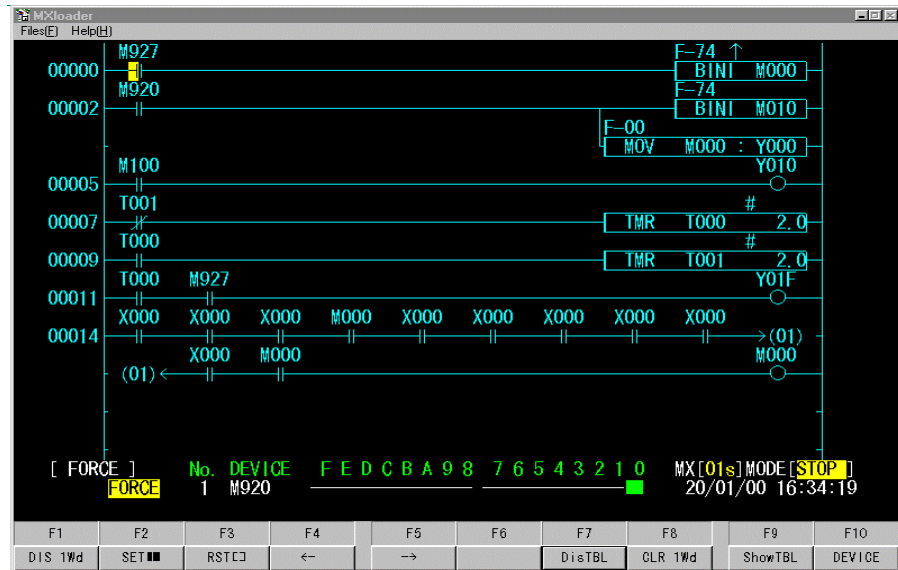 MXloader
Files(F) Help(H)
M927 F-74 ↑
00000 BINI M000
M920 F-74
00002 BINI M010
F-00
MOV M000 : Y000
M100 Y010
00005
T001 #
00007 TMR T000 2.0
T000 #
00009 TMR T001 2.0
T000 M927 Y01F
00011
X000 X000 X000 M000 X000 X000 X000 X000 X000
00014 →(01)
X000 M000 M000
(01)←
[ FORCE ] No. DEVICE F E D C B A 9 8 7 6 5 4 3 2 1 0 MX[01s]MODE[STOP ]
FORCE 1 M920 20/01/00 16:34:19
F1 F2 F3 F4 F5 F6 F7 F8 F9 F10
DIS 1Wd SET■■ RST[] ← → DisTBL CLR 1Wd ShowTBL DEVICE